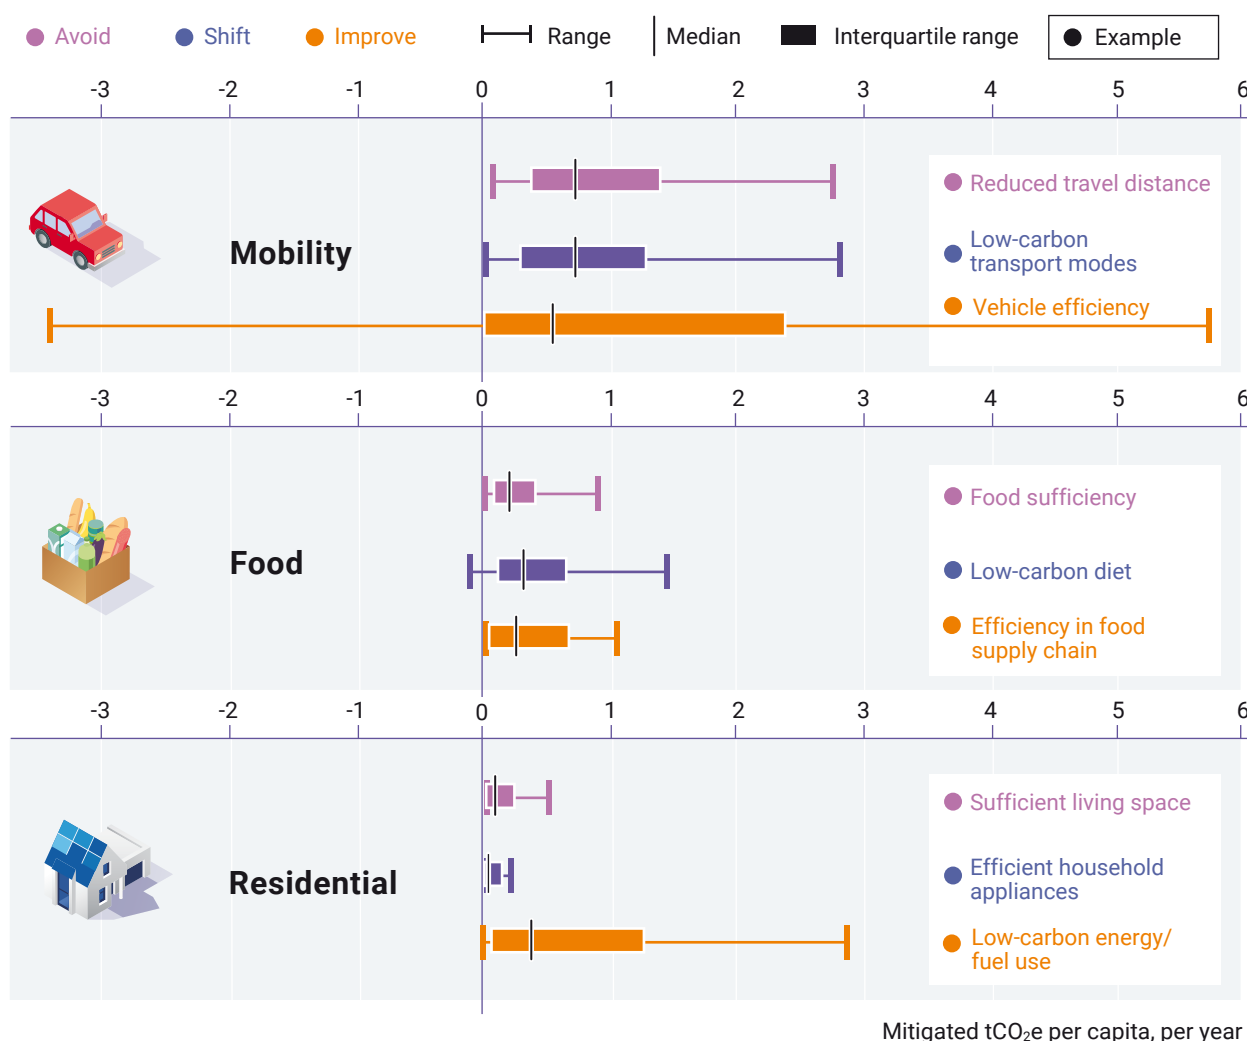 Avoid Shift Improve Range Median Interquartile range Example
-3 -2 -1 0 1 2 3 4 5 6
Mobility
Reduced travel distance
Low-carbon
transport modes
Vehicle efficiency
-3 -2 -1 0 1 2 3 4 5 6
Food
Food sufficiency
Low-carbon diet
Efficiency in food
supply chain
-3 -2 -1 0 1 2 3 4 5 6
Residential
Sufficient living space
Efficient household
appliances
Low-carbon energy/
fuel use
Mitigated tCO₂e per capita, per year